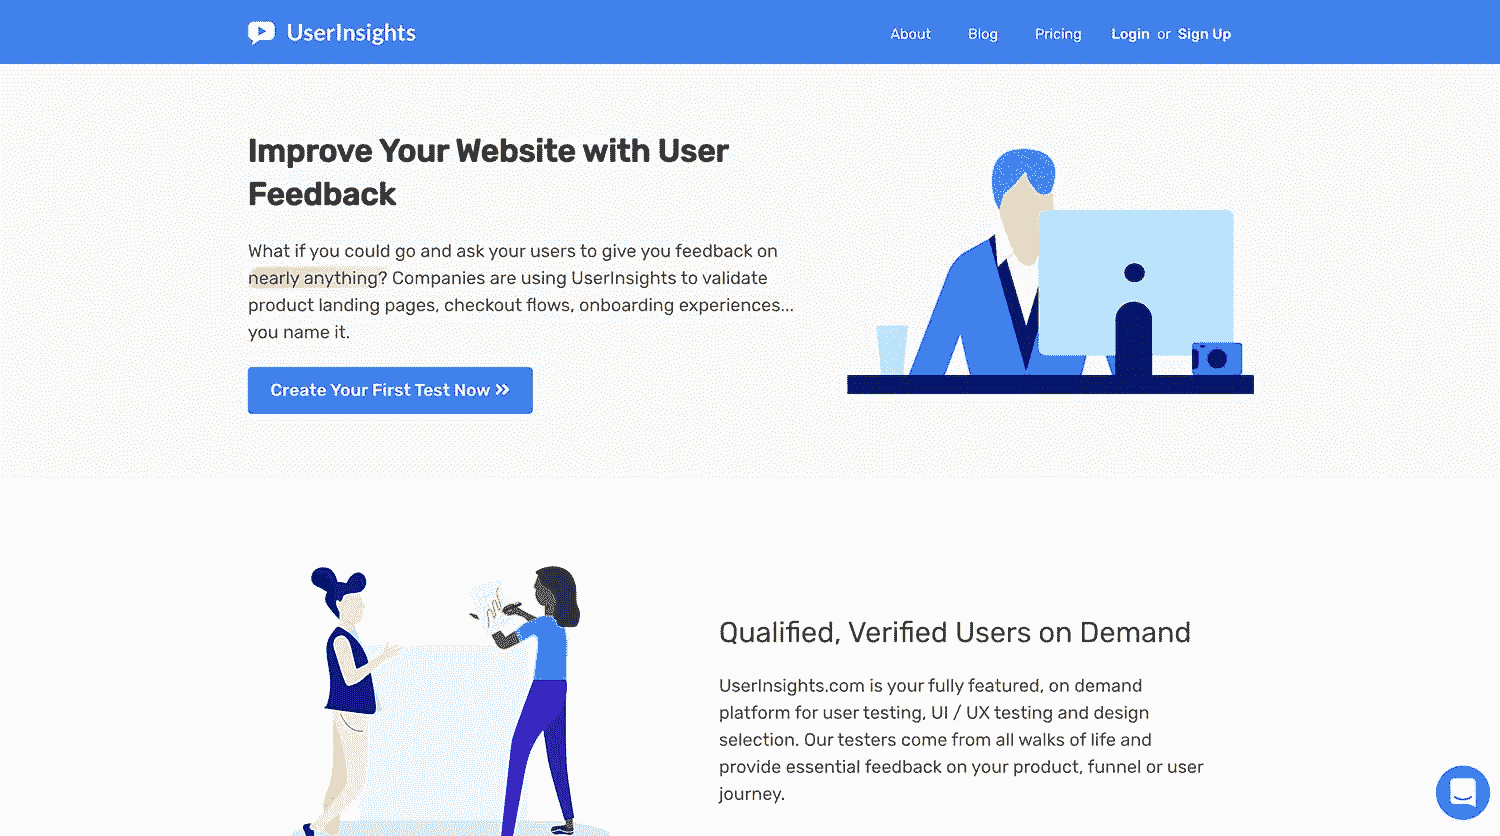 UserInsights
About Blog Pricing Login or Sign Up
Improve Your Website with User
Feedback
What if you could go and ask your users to give you feedback on
nearly anything? Companies are using UserInsights to validate
product landing pages, checkout flows, onboarding experiences...
you name it.
Create Your First Test Now »
Qualified, Verified Users on Demand
UserInsights.com is your fully featured, on demand
platform for user testing, UI / UX testing and design
selection. Our testers come from all walks of life and
provide essential feedback on your product, funnel or user
journey.